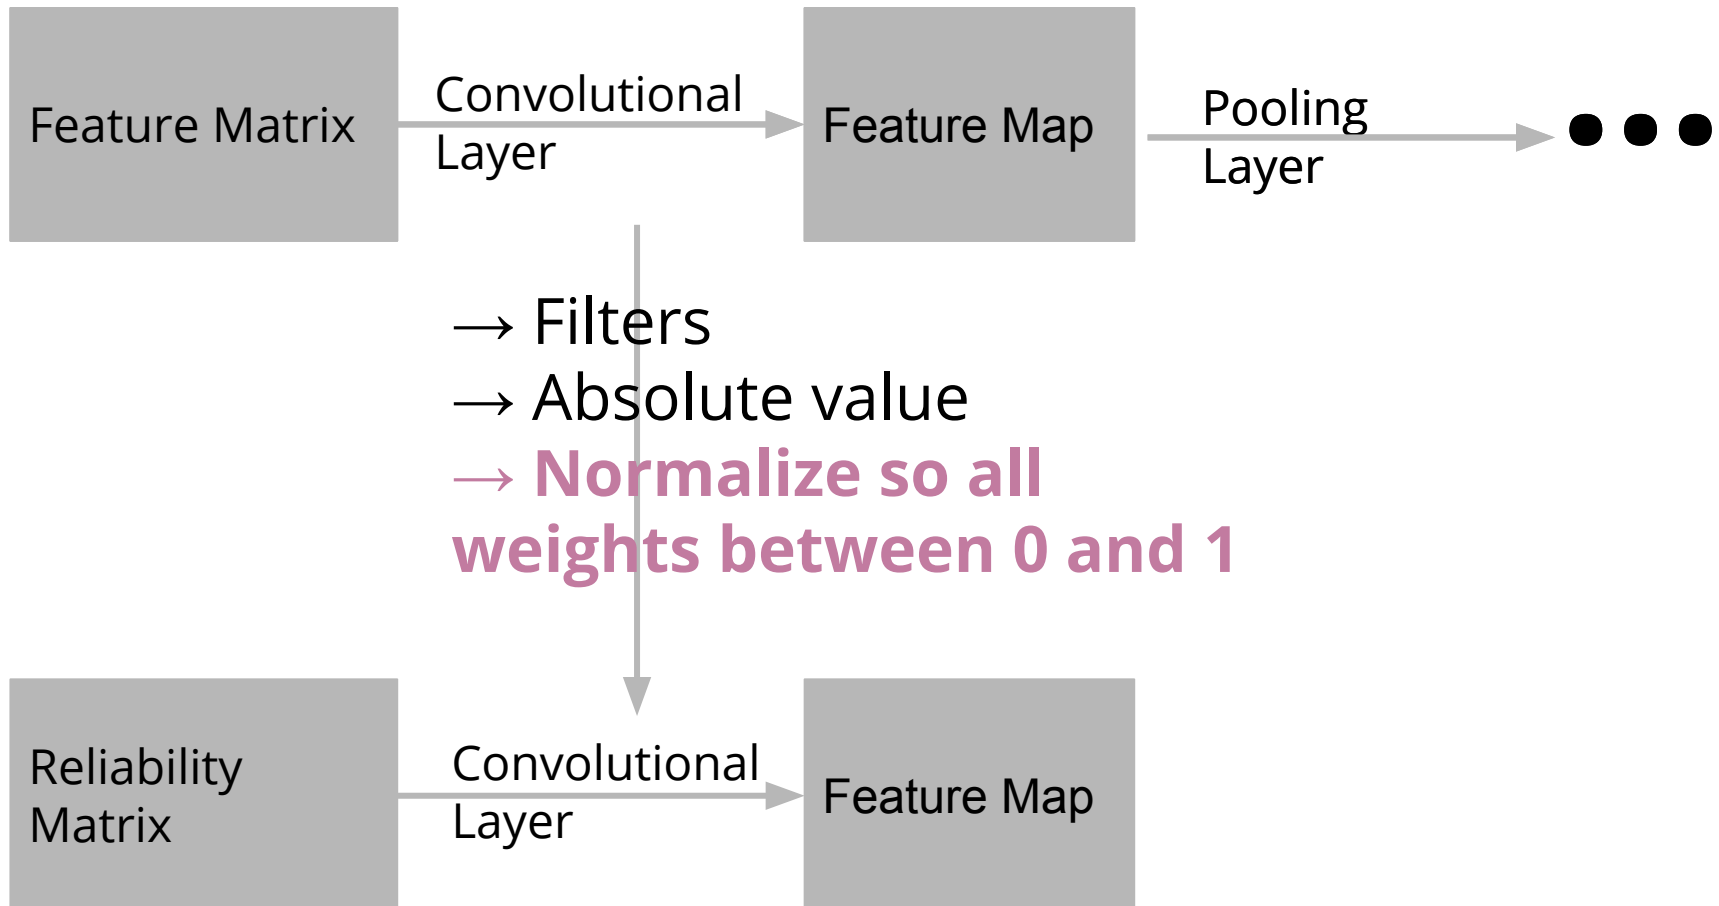 Feature Matrix
Convolutional
Layer
Feature Map
Pooling
Layer
→ Filters
→ Absolute value
→ Normalize so all
weights between 0 and 1
Reliability
Matrix
Convolutional
Layer
Feature Map